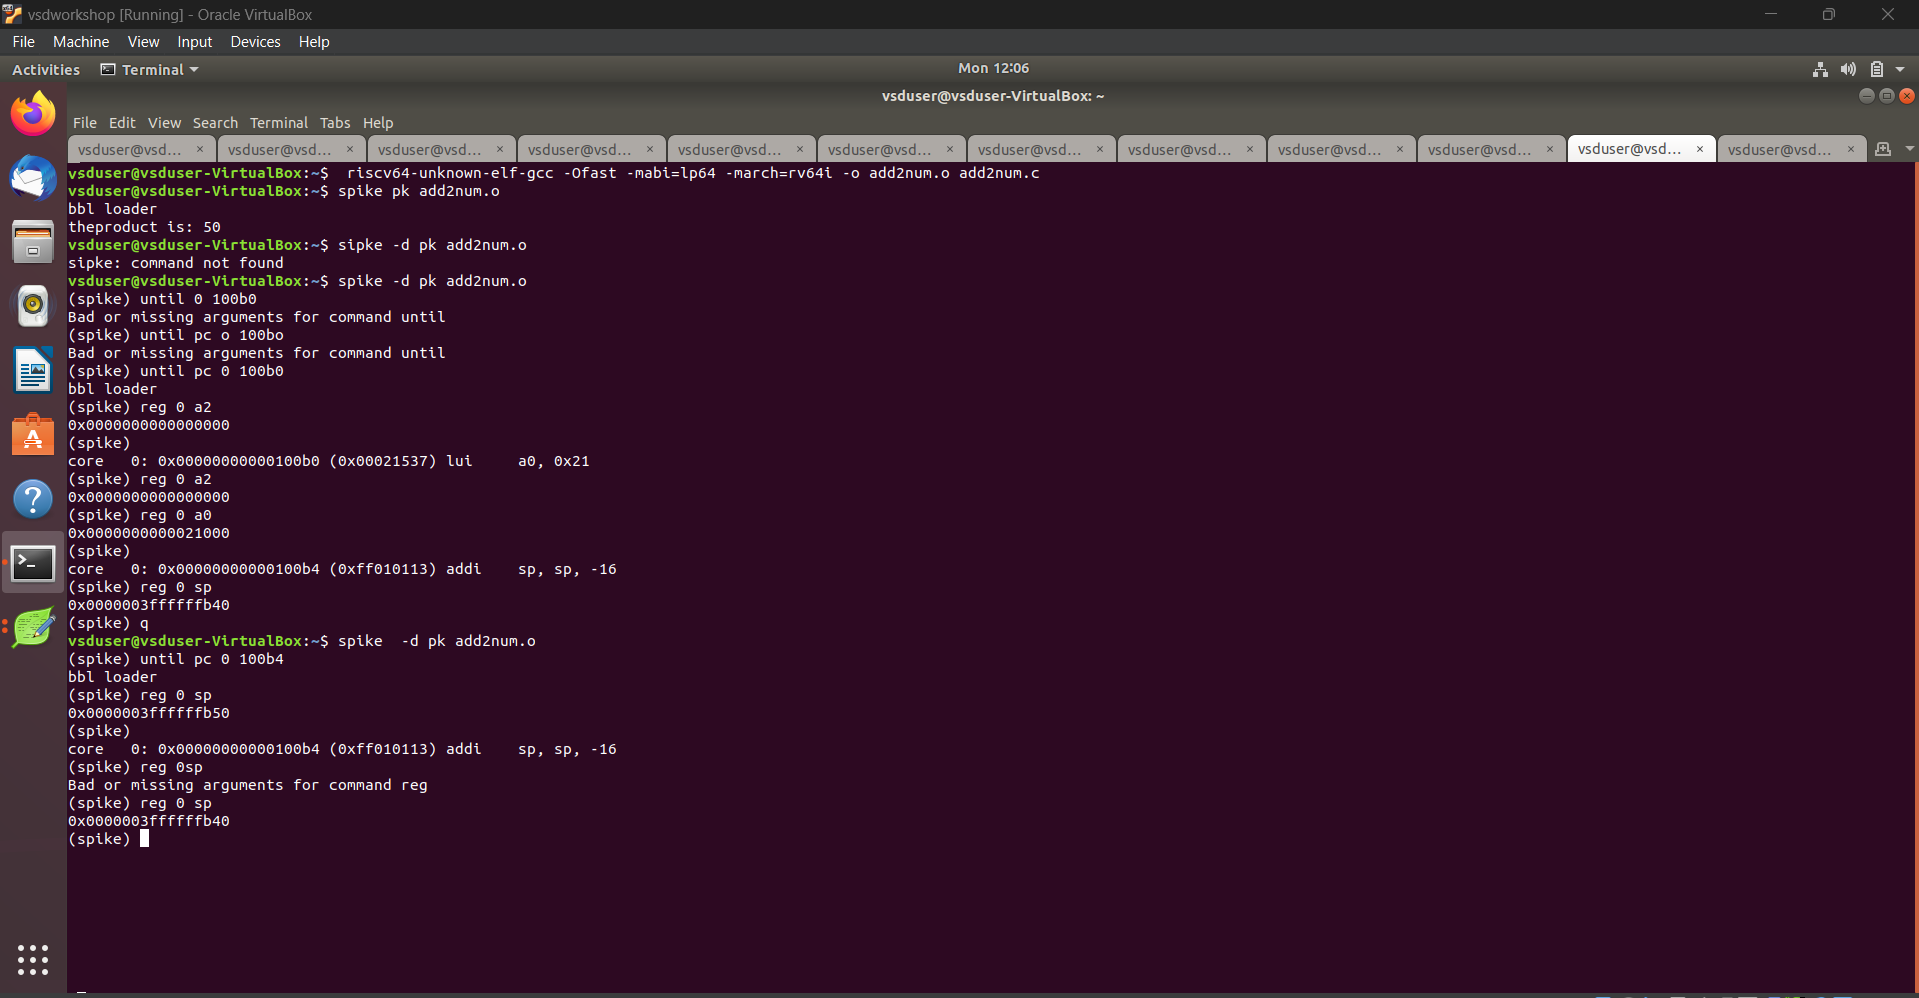 vsdworkshop [Running] - Oracle VirtualBox
File Machine View Input Devices Help
Activities Terminal Mon 12:06
vsduser@vsduser-VirtualBox: ~
File Edit View Search Terminal Tabs Help
vsduser@vsd... × vsduser@vsd... × vsduser@vsd... × vsduser@vsd... × vsduser@vsd... × vsduser@vsd... × vsduser@vsd... × vsduser@vsd... × vsduser@vsd... × vsduser@vsd... × vsduser@vsd... × vsduser@vsd... ×
vsduser@vsduser-VirtualBox:~$  riscv64-unknown-elf-gcc -Ofast -mabi=lp64 -march=rv64i -o add2num.o add2num.c
vsduser@vsduser-VirtualBox:~$ spike pk add2num.o
bbl loader
theproduct is: 50
vsduser@vsduser-VirtualBox:~$ sipke -d pk add2num.o
sipke: command not found
vsduser@vsduser-VirtualBox:~$ spike -d pk add2num.o
(spike) until 0 100b0
Bad or missing arguments for command until
(spike) until pc o 100bo
Bad or missing arguments for command until
(spike) until pc 0 100b0
bbl loader
(spike) reg 0 a2
0x0000000000000000
(spike)
core   0: 0x00000000000100b0 (0x00021537) lui     a0, 0x21
(spike) reg 0 a2
0x0000000000000000
(spike) reg 0 a0
0x0000000000021000
(spike)
core   0: 0x00000000000100b4 (0xff010113) addi    sp, sp, -16
(spike) reg 0 sp
0x0000003ffffffb40
(spike) q
vsduser@vsduser-VirtualBox:~$ spike  -d pk add2num.o
(spike) until pc 0 100b4
bbl loader
(spike) reg 0 sp
0x0000003ffffffb50
(spike)
core   0: 0x00000000000100b4 (0xff010113) addi    sp, sp, -16
(spike) reg 0sp
Bad or missing arguments for command reg
(spike) reg 0 sp
0x0000003ffffffb40
(spike)